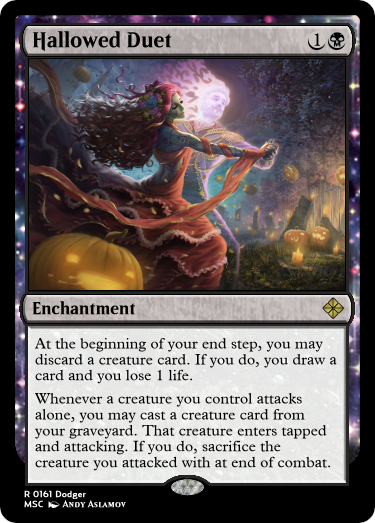 Hallowed Duet 1
Enchantment
At the beginning of your end step, you may
discard a creature card. If you do, you draw a
card and you lose 1 life.
Whenever a creature you control attacks
alone, you may cast a creature card from
your graveyard. That creature enters tapped
and attacking. If you do, sacrifice the
creature you attacked with at end of combat.
R 0161 Dodger
MSC Andy Aslamov